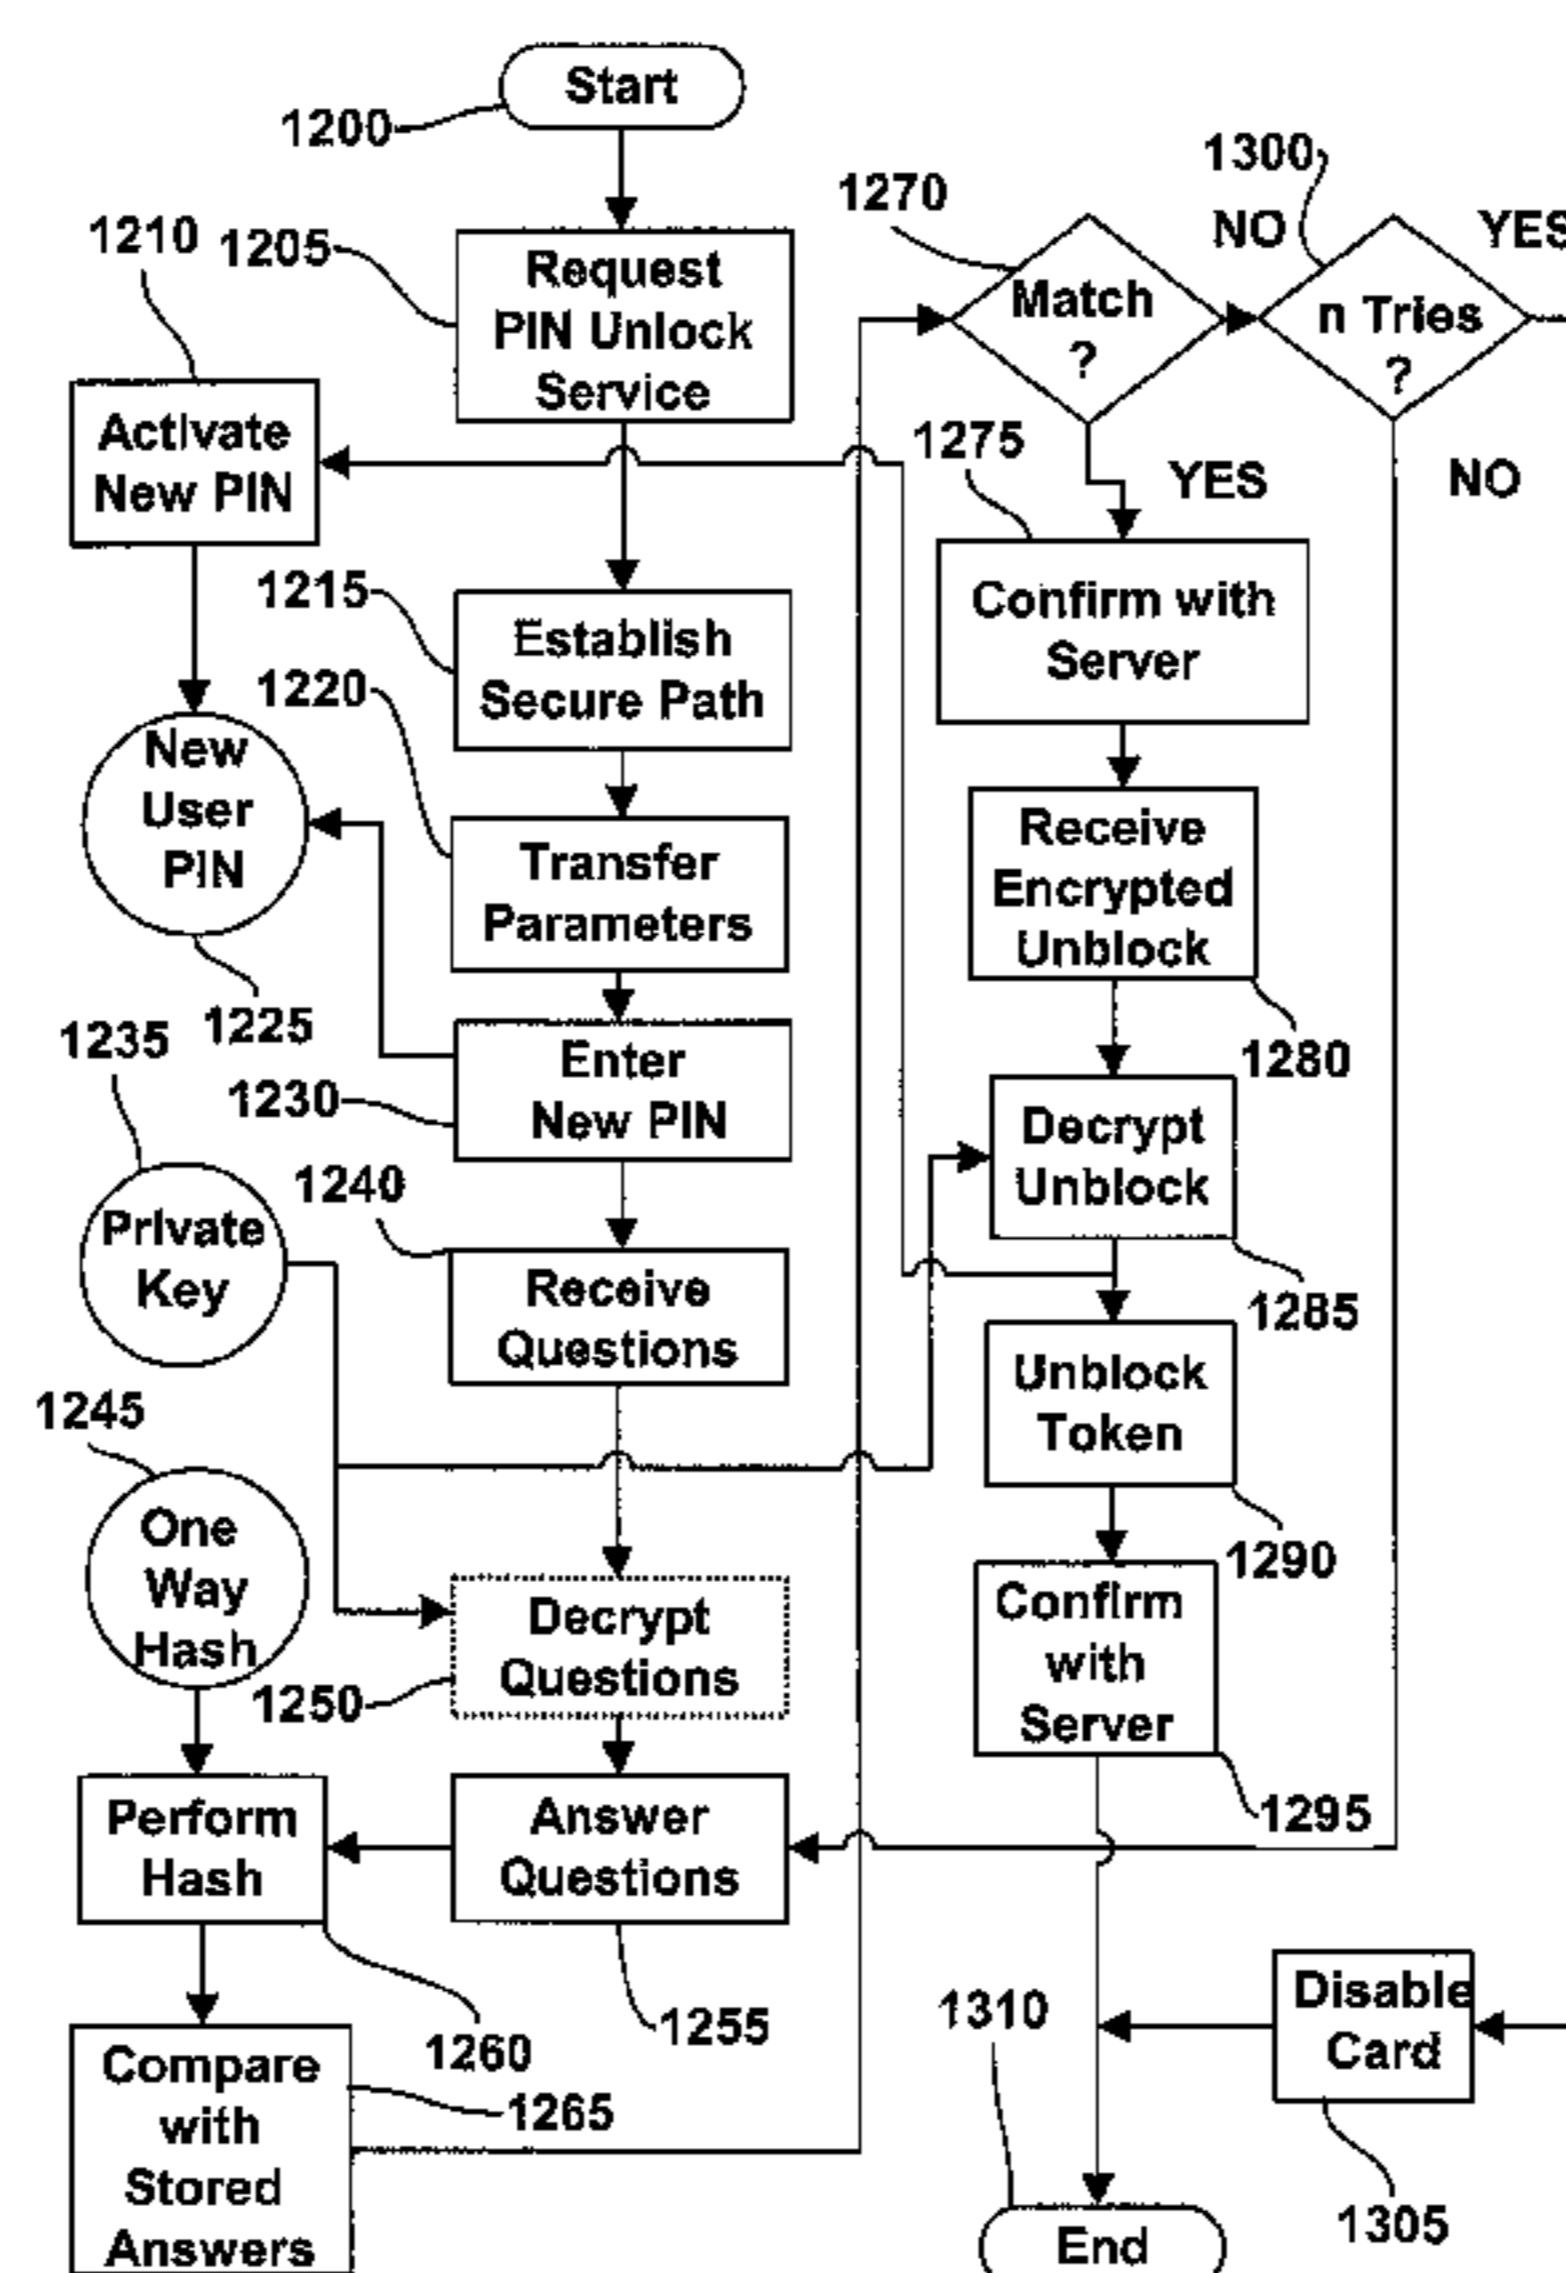 Start
1200
1300
1270
NO
YES
1210
1205
Request
PIN Unlock
Service
Match
?
n Tries
?
Activate
New PIN
1275
YES
NO
1215
Establish
Secure Path
Confirm with
Server
1220
New
User
PIN
Transfer
Parameters
Receive
Encrypted
Unblock
1225
1235
1280
Enter
New PIN
1230
Decrypt
Unblock
1240
Private
Key
Receive
Questions
1285
Unblock
Token
1245
One
Way
Hash
1290
Decrypt
Questions
1250
Confirm
with
Server
Perform
Hash
Answer
Questions
1295
1310
Disable
Card
1255
1260
Compare
with
Stored
Answers
1265
1305
End